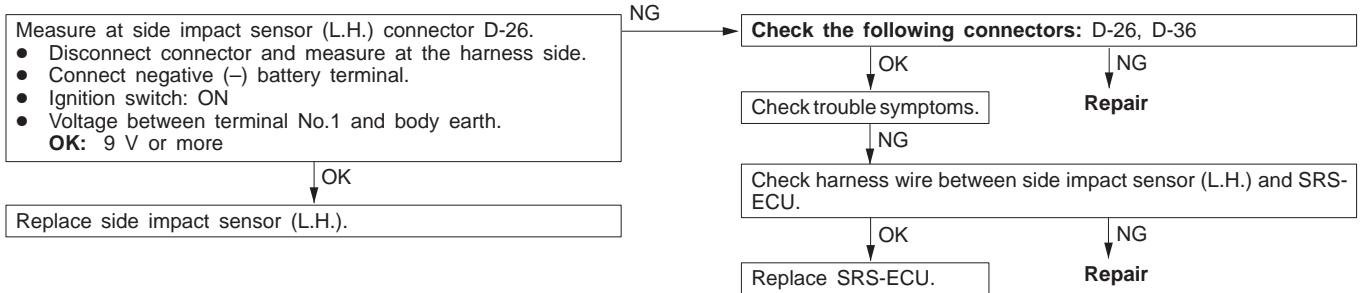 Measure at side impact sensor (L.H.) connector D-26.
● Disconnect connector and measure at the harness side.
● Connect negative (–) battery terminal.
● Ignition switch: ON
● Voltage between terminal No.1 and body earth.
OK: 9 V or more
OK
Replace side impact sensor (L.H.).
NG
Check the following connectors: D-26, D-36
OK
NG
Check trouble symptoms.
Repair
NG
Check harness wire between side impact sensor (L.H.) and SRS-
ECU.
OK
NG
Replace SRS-ECU.
Repair